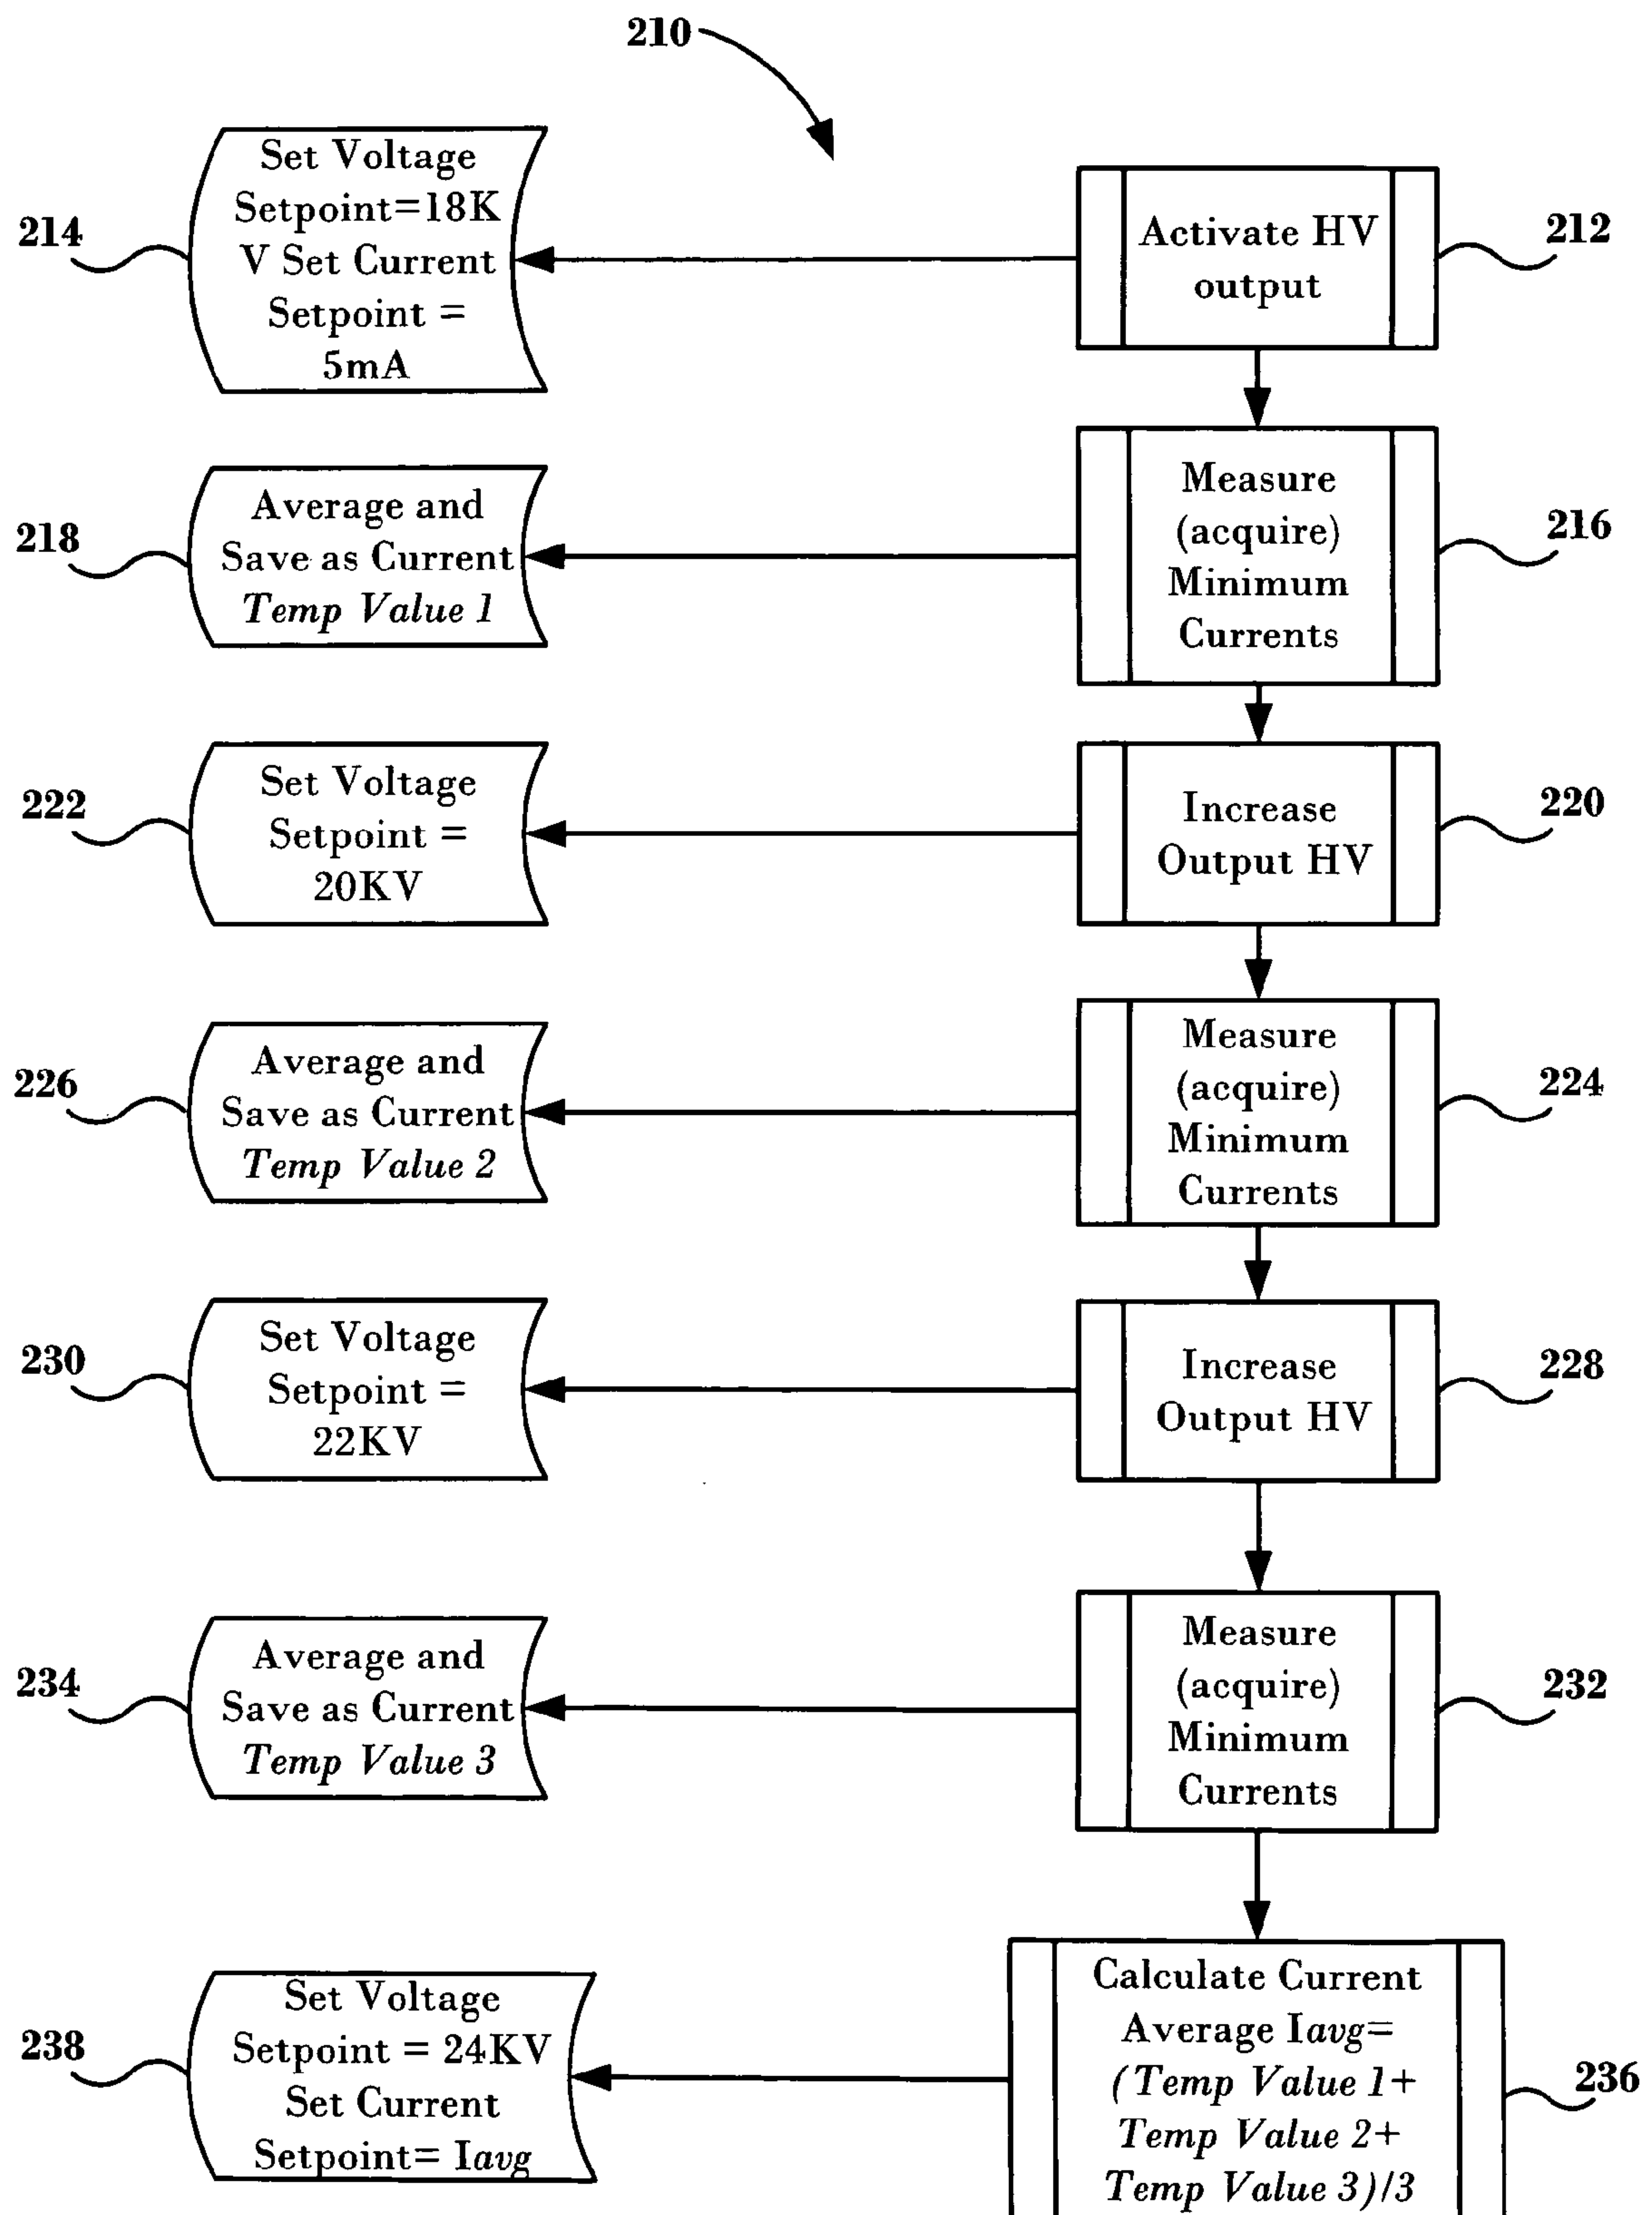 210
Set Voltage
Setpoint=18K
V Set Current
Setpoint =
5mA
214
Activate HV
output
212
Average and
Save as Current
Temp Value 1
218
Measure
(acquire)
Minimum
Currents
216
Set Voltage
Setpoint =
20KV
222
Increase
Output HV
220
Average and
Save as Current
Temp Value 2
226
Measure
(acquire)
Minimum
Currents
224
Set Voltage
Setpoint =
22KV
230
Increase
Output HV
228
Average and
Save as Current
Temp Value 3
234
Measure
(acquire)
Minimum
Currents
232
Set Voltage
Setpoint = 24KV
Set Current
Setpoint= Iavg
238
Calculate Current
Average Iavg=
(Temp Value 1+
Temp Value 2+
Temp Value 3)/3
236